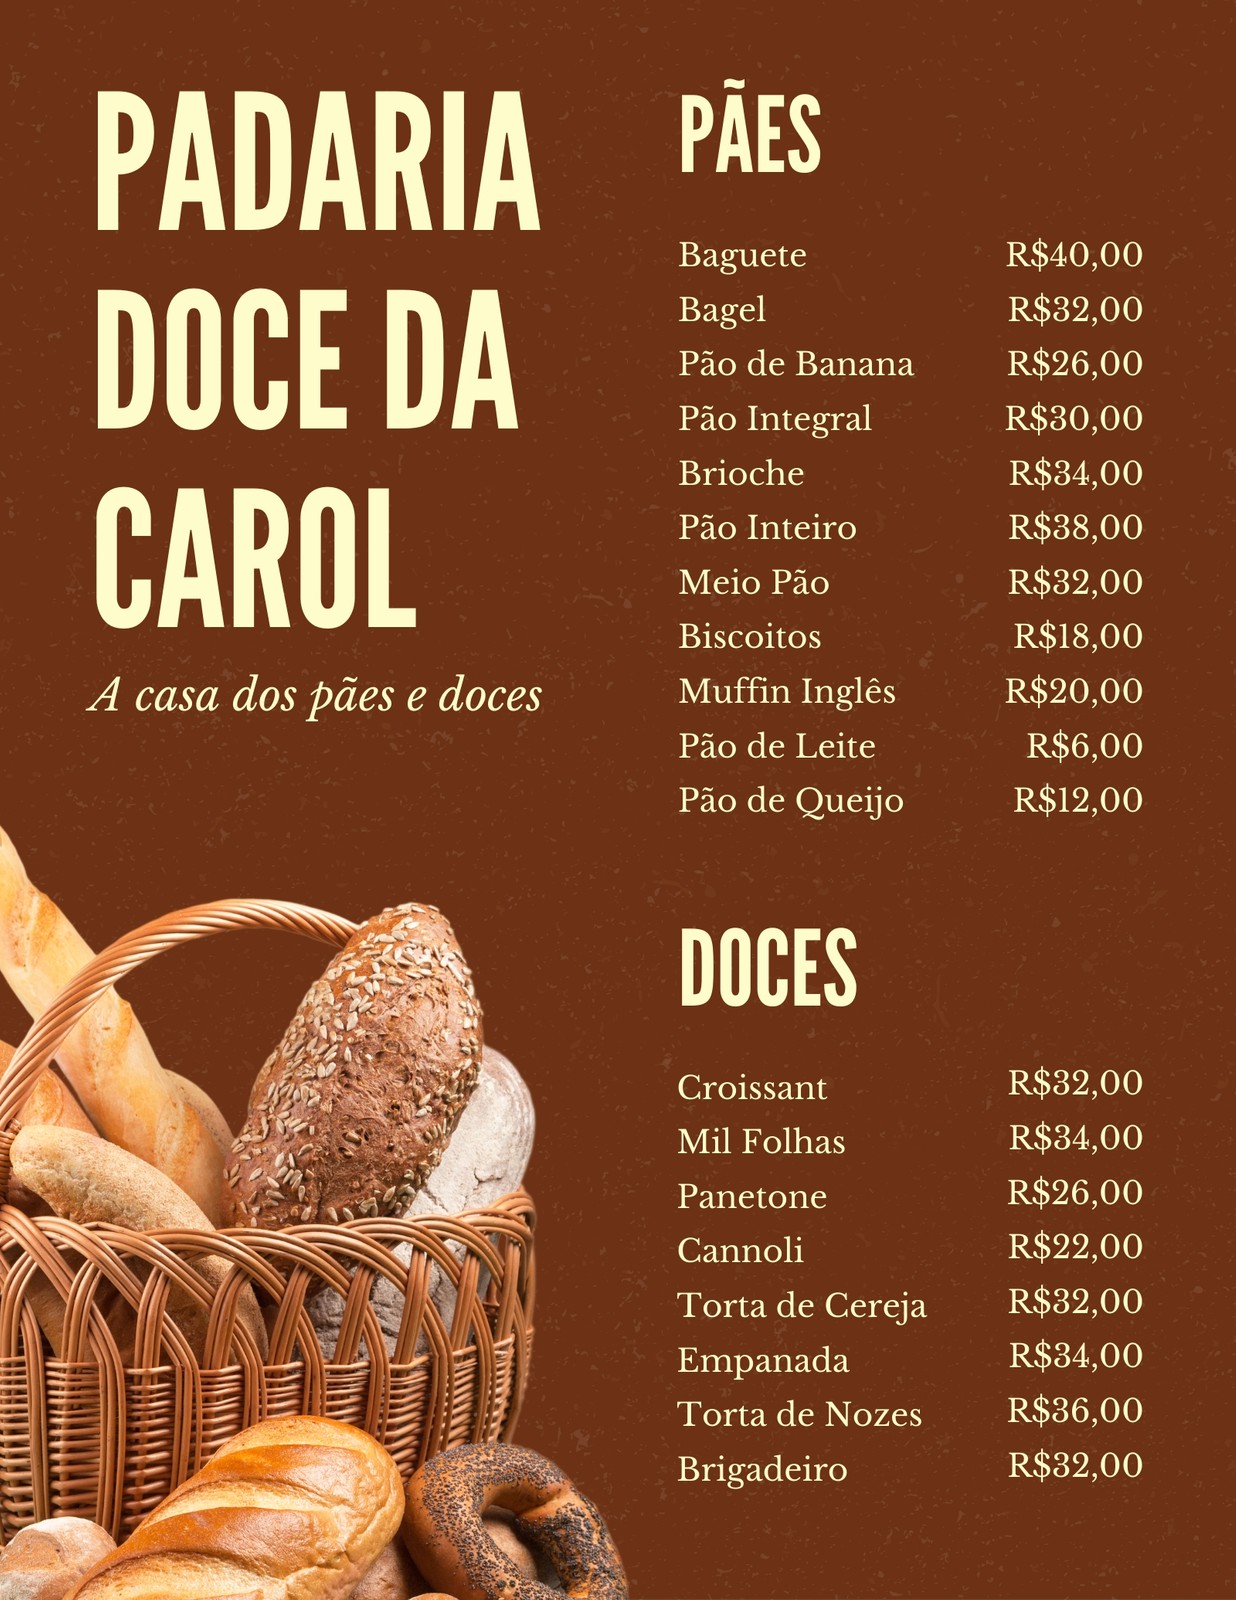 PADARIA
DOCE DA
CAROL
A casa dos pães e doces
PÃES
Baguete R$40,00
Bagel R$32,00
Pão de Banana R$26,00
Pão Integral R$30,00
Brioche R$34,00
Pão Inteiro R$38,00
Meio Pão R$32,00
Biscoitos R$18,00
Muffin Inglês R$20,00
Pão de Leite R$6,00
Pão de Queijo R$12,00
DOCES
Croissant R$32,00
Mil Folhas R$34,00
Panetone R$26,00
Cannoli R$22,00
Torta de Cereja R$32,00
Empanada R$34,00
Torta de Nozes R$36,00
Brigadeiro R$32,00